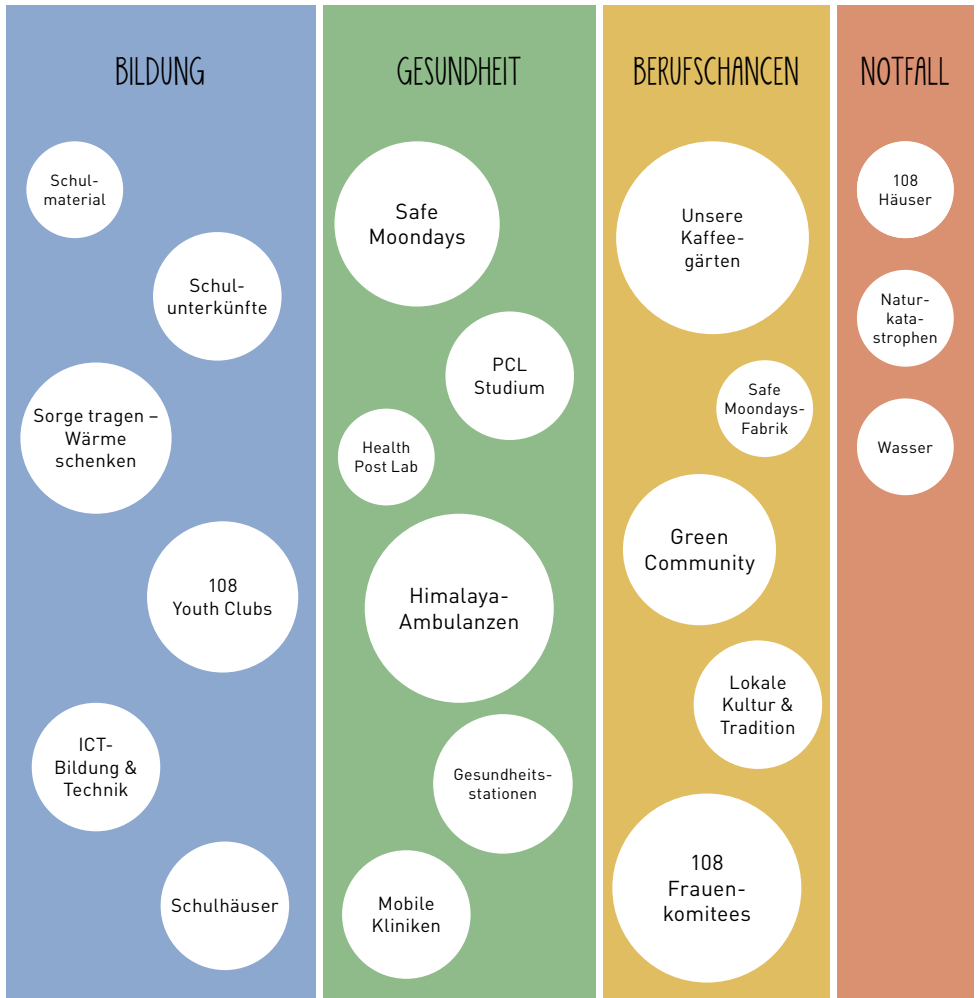 BILDUNG
Schul-
material
Schul-
unterkünfte
Sorge tragen –
Wärme
schenken
108
Youth Clubs
ICT-
Bildung &
Technik
Schulhäuser
GESUNDHEIT
Safe
Moondays
PCL
Studium
Health
Post Lab
Himalaya-
Ambulanzen
Gesundheits-
stationen
Mobile
Kliniken
BERUFSCHANCEN
Unsere
Kaffee-
gärten
Safe
Moondays-
Fabrik
Green
Community
Lokale
Kultur &
Tradition
108
Frauen-
komitees
NOTFALL
108
Häuser
Natur-
kata-
strophen
Wasser